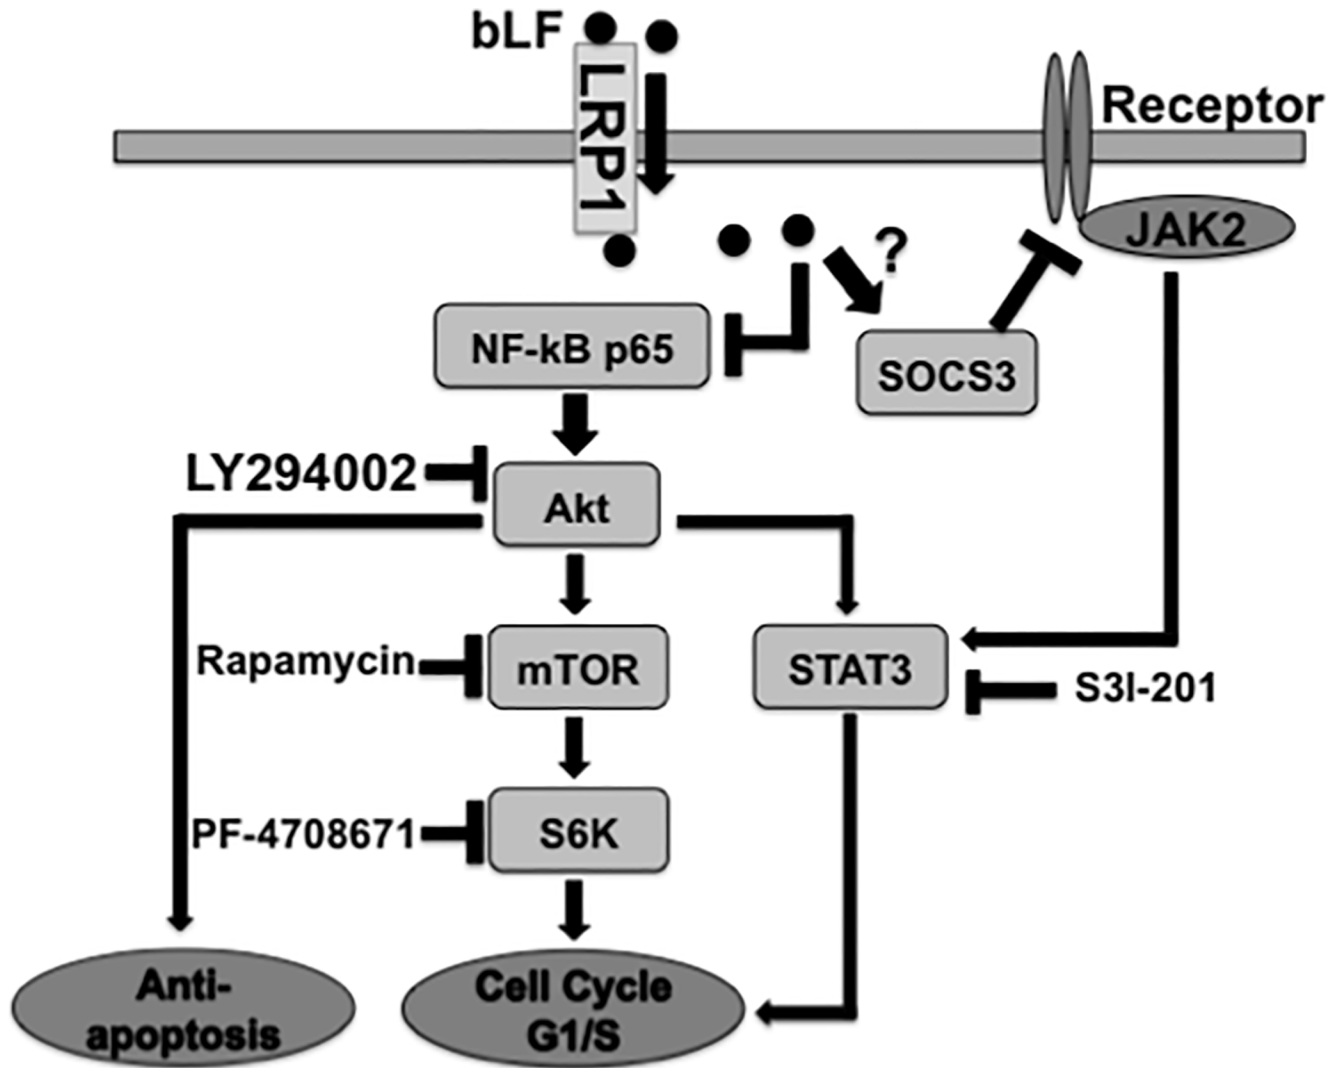 bLF
LRP1
Receptor
JAK2
?
NF-kB p65
SOCS3
LY294002
Akt
Rapamycin
mTOR
STAT3
S3I-201
PF-4708671
S6K
Anti-
apoptosis
Cell Cycle
G1/S